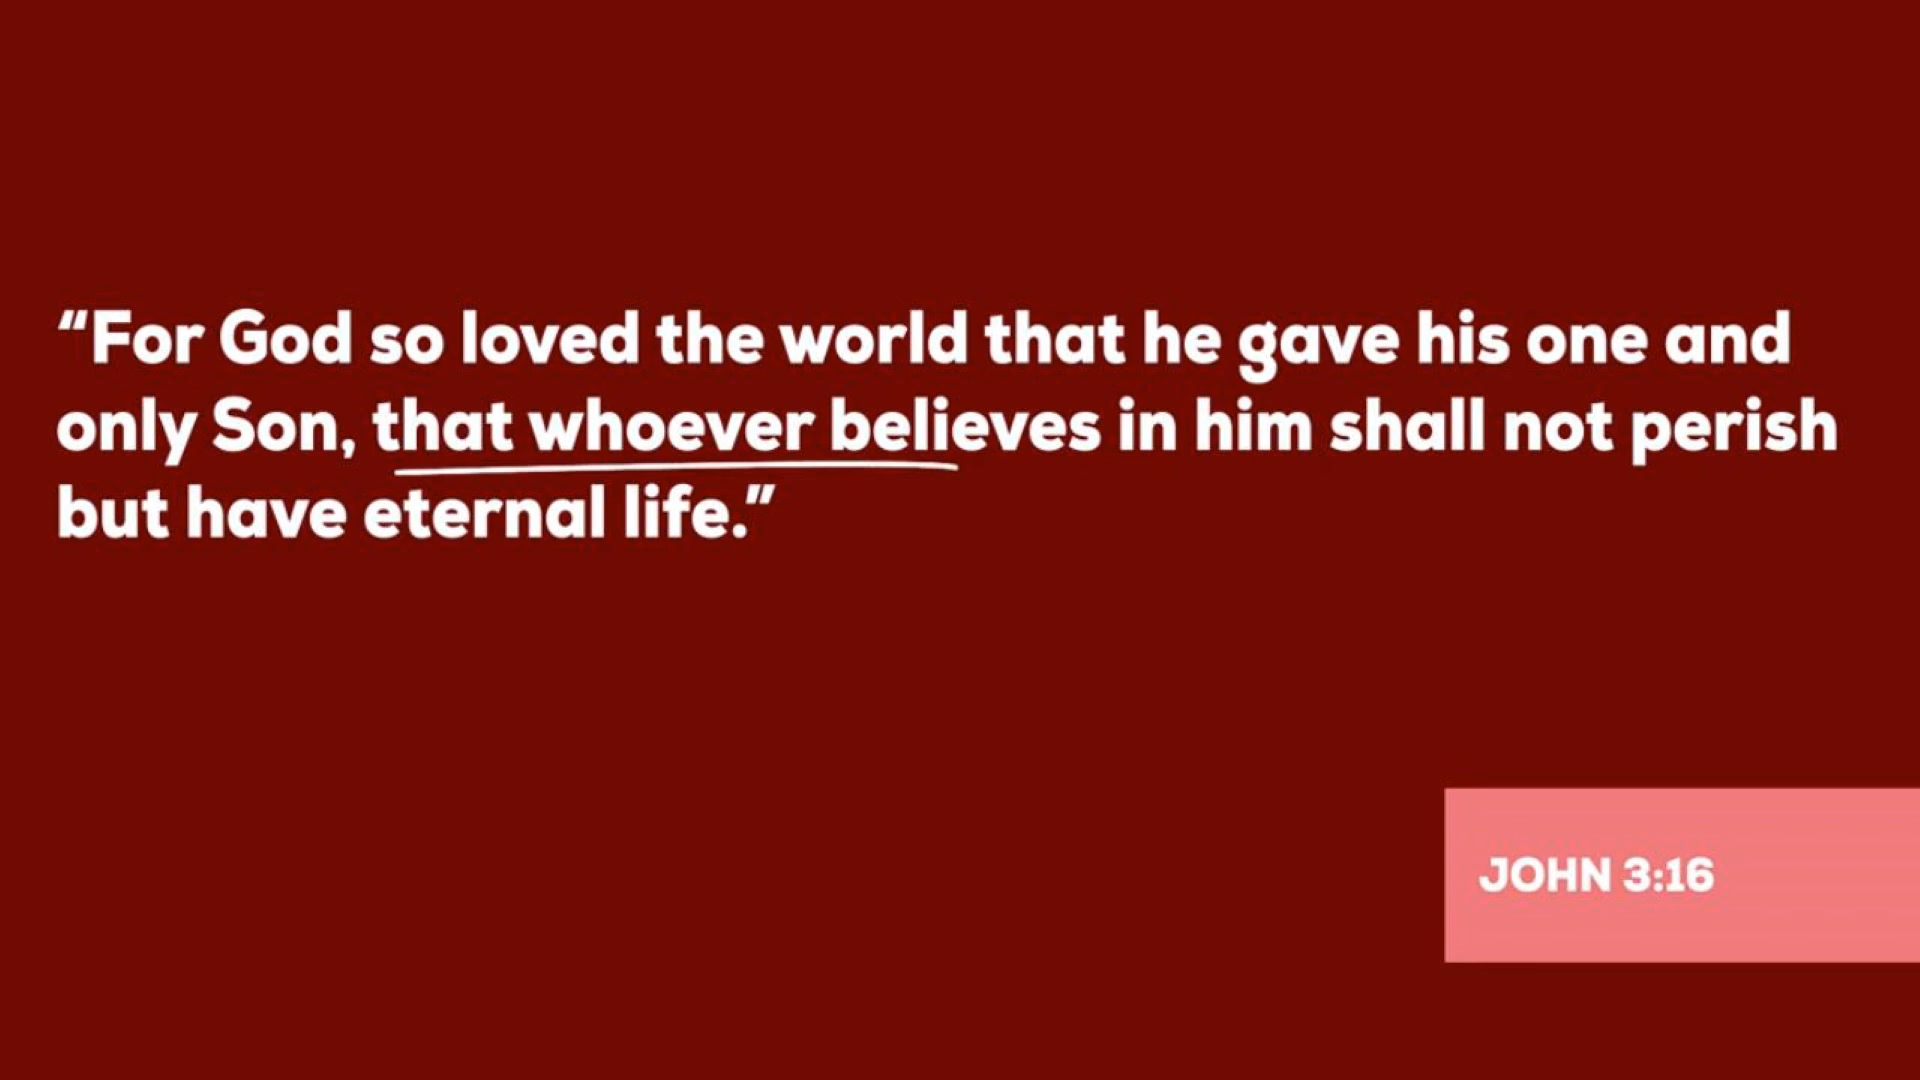 “For God so loved the world that he gave his one and
only Son, that whoever believes in him shall not perish
but have eternal life.”
JOHN 3:16